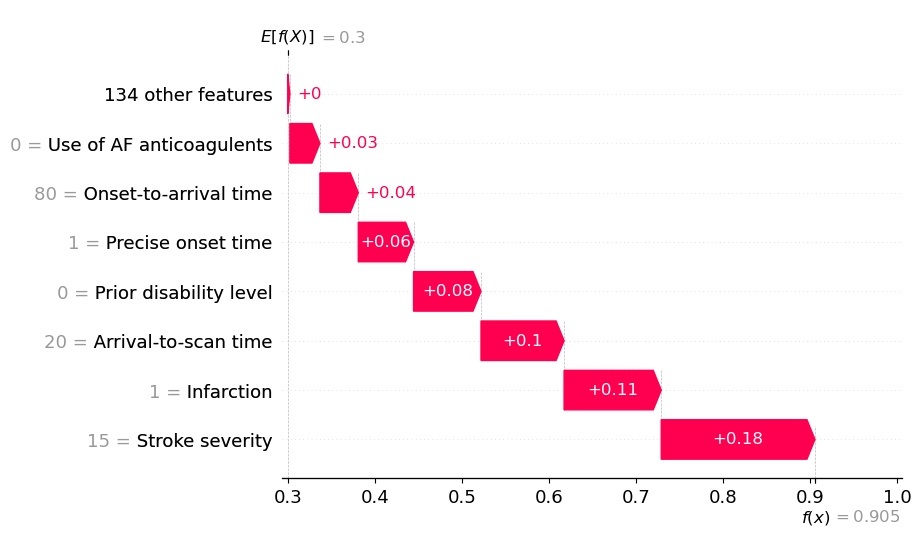 E[f(X)] = 0.3
134 other features +0
0 = Use of AF anticoagulents +0.03
80 = Onset-to-arrival time +0.04
1 = Precise onset time +0.06
0 = Prior disability level +0.08
20 = Arrival-to-scan time +0.1
1 = Infarction +0.11
15 = Stroke severity +0.18
0.3 0.4 0.5 0.6 0.7 0.8 0.9 1.0
f(x) = 0.905